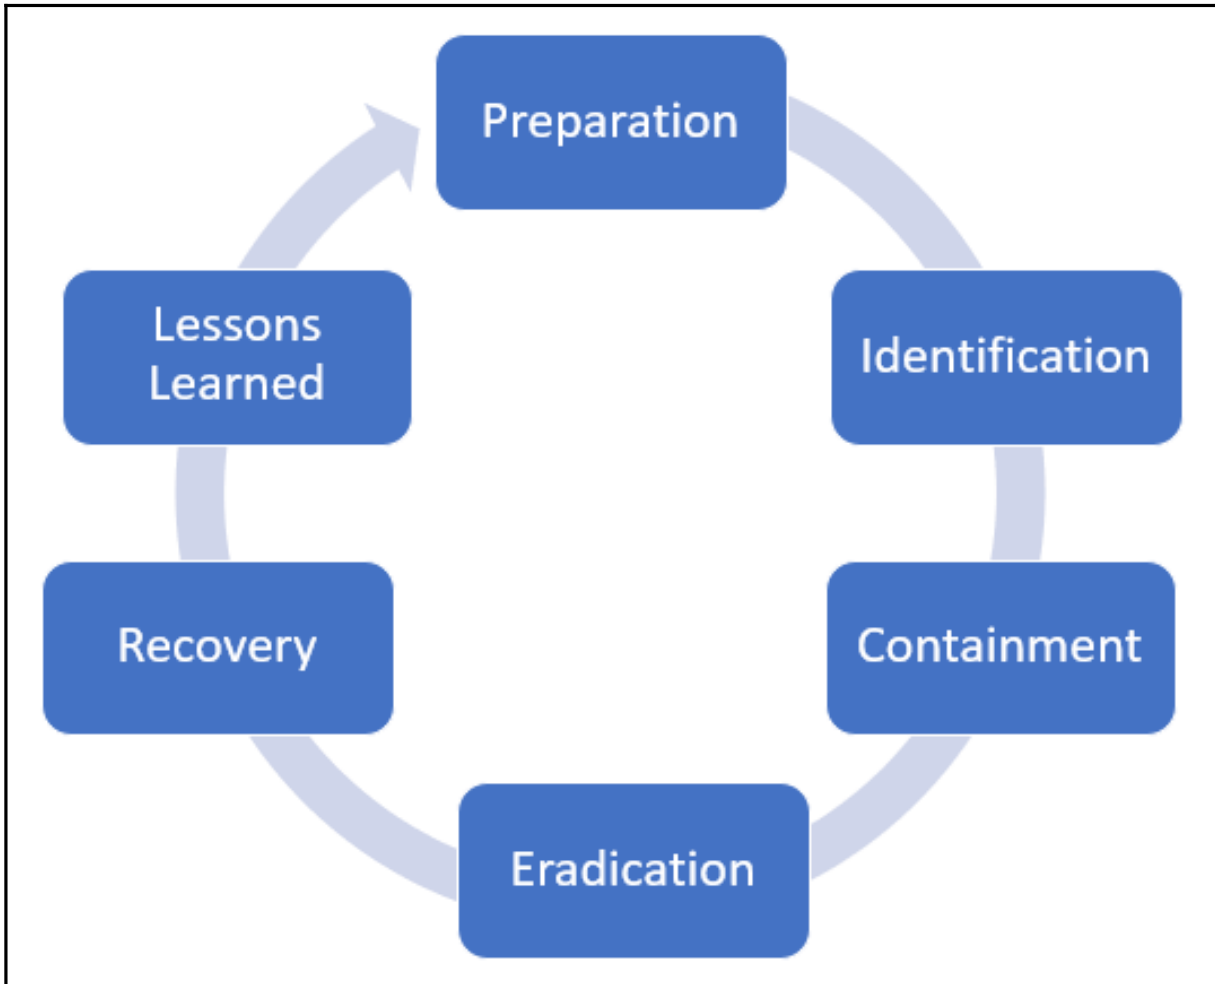 Preparation
Identification
Containment
Eradication
Recovery
Lessons
Learned